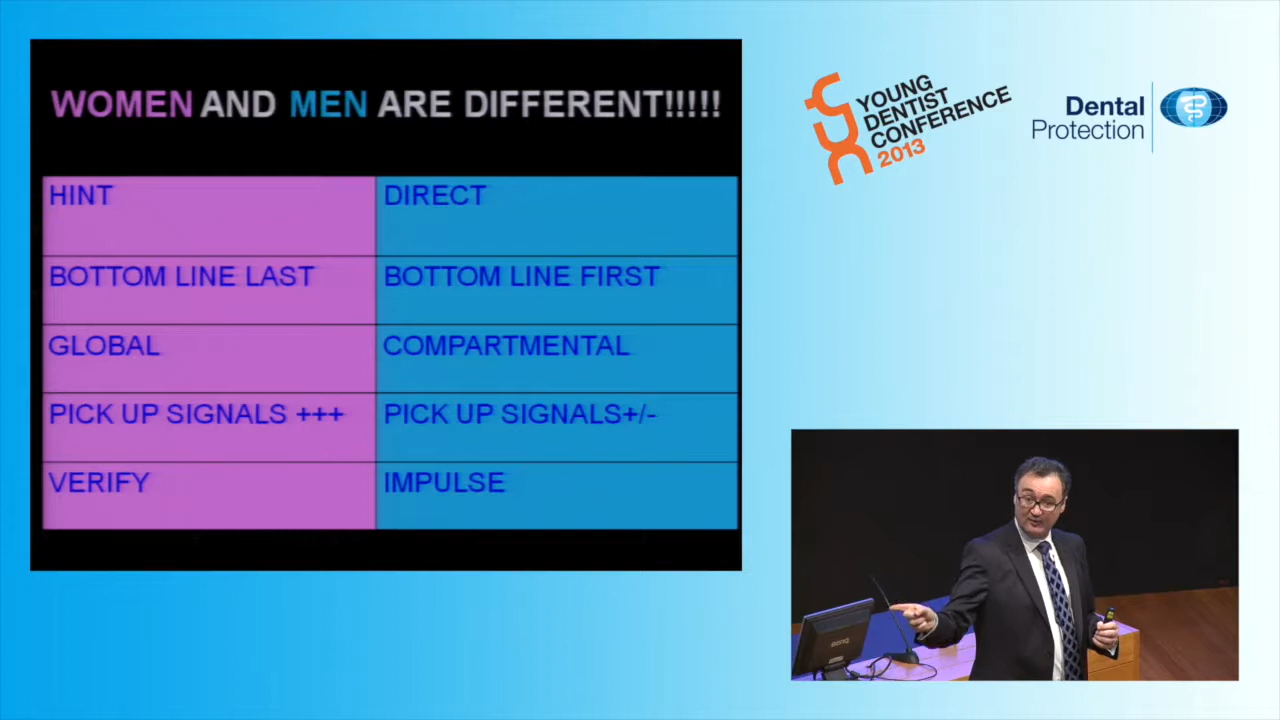 WOMEN AND MEN ARE DIFFERENT!!!!!
HINT
DIRECT
BOTTOM LINE LAST
BOTTOM LINE FIRST
GLOBAL
COMPARTMENTAL
PICK UP SIGNALS +++
PICK UP SIGNALS+/-
VERIFY
IMPULSE
YOUNG
DENTIST
CONFERENCE
2013
Dental
Protection